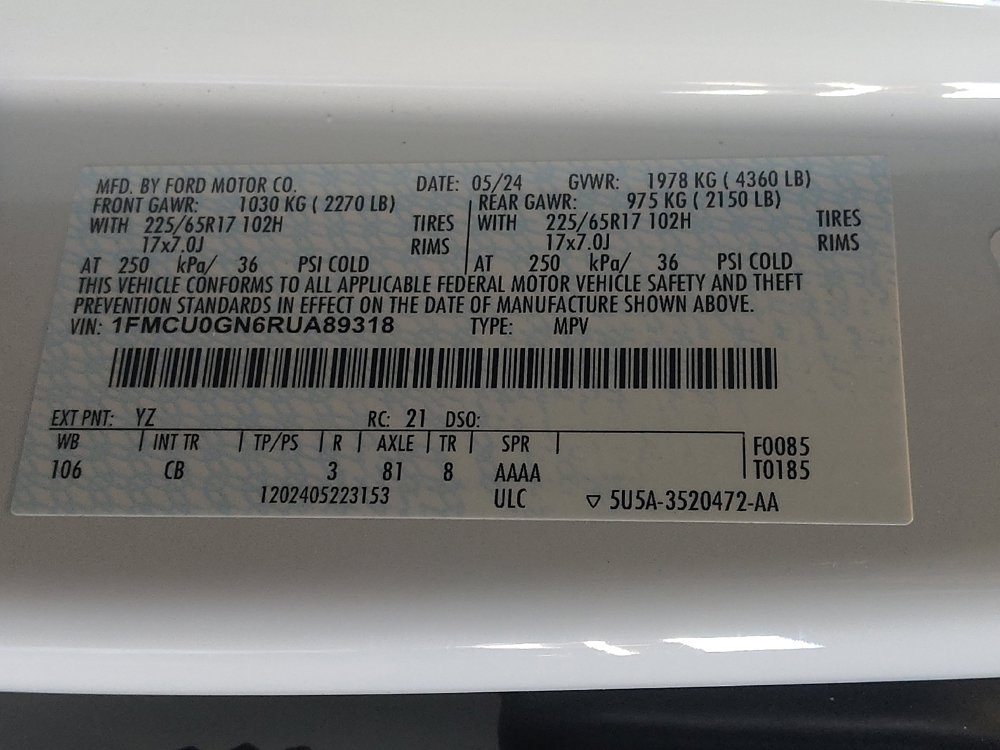 MFD. BY FORD MOTOR CO. DATE: 05/24 GVWR: 1978 KG ( 4360 LB)
FRONT GAWR: 1030 KG ( 2270 LB) REAR GAWR: 975 KG ( 2150 LB)
WITH 225/65R17 102H TIRES WITH 225/65R17 102H TIRES
17x7.0J RIMS 17x7.0J RIMS
AT 250 kPa/ 36 PSI COLD AT 250 kPa/ 36 PSI COLD
THIS VEHICLE CONFORMS TO ALL APPLICABLE FEDERAL MOTOR VEHICLE SAFETY AND THEFT
PREVENTION STANDARDS IN EFFECT ON THE DATE OF MANUFACTURE SHOWN ABOVE.
VIN: 1FMCU0GN6RUA89318 TYPE: MPV
EXT PNT: YZ RC: 21 DSO:
WB INT TR TP/PS R AXLE TR SPR F0085
106 CB 3 81 8 AAAA T0185
1202405223153 ULC ▽ 5U5A-3520472-AA